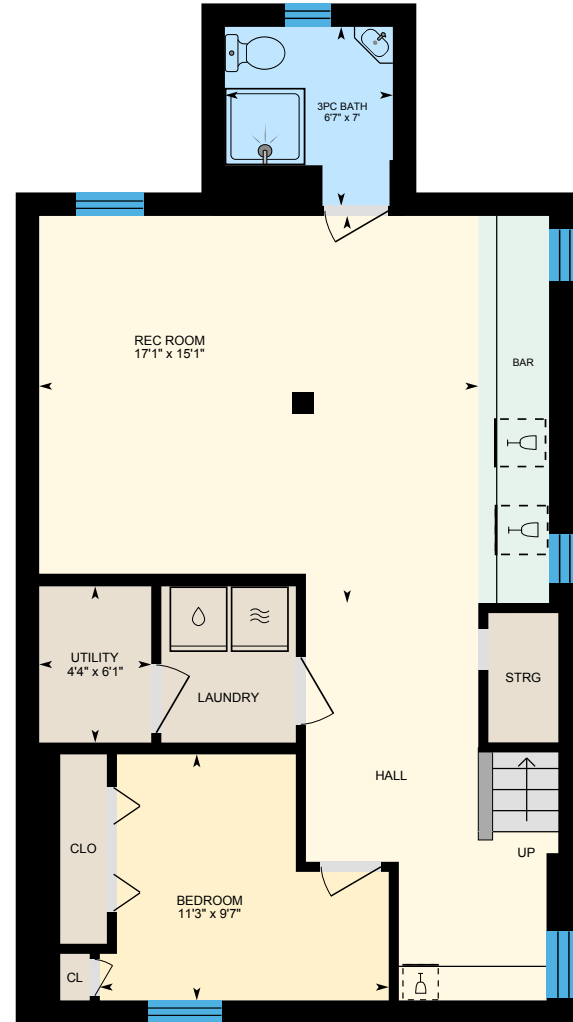 3PC BATH
6'7" x 7'
REC ROOM
17'1" x 15'1"
BAR
UTILITY
4'4" x 6'1"
LAUNDRY
STRG
HALL
UP
CLO
BEDROOM
11'3" x 9'7"
CL